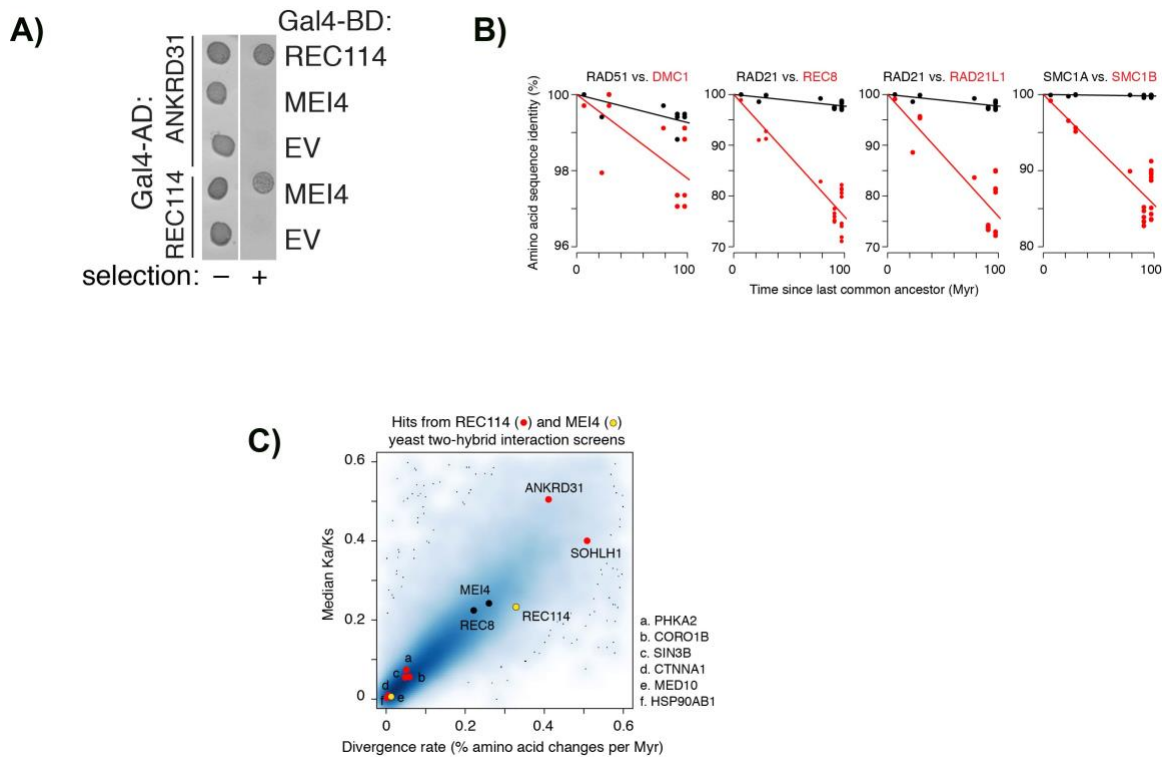 A)
Gal4-BD:
Gal4-AD:
ANKRD31
REC114
REC114
MEI4
EV
MEI4
EV
selection: – +
B)
Amino acid sequence identity (%)
RAD51 vs. DMC1
100
98
96
0
100
RAD21 vs. REC8
100
90
80
70
0
100
RAD21 vs. RAD21L1
100
90
80
70
0
100
SMC1A vs. SMC1B
100
90
80
0
100
Time since last common ancestor (Myr)
C)
Hits from REC114 (●) and MEI4 (●)
yeast two-hybrid interaction screens
Median Ka/Ks
0.6
0.4
0.2
0
ANKRD31
SOHLH1
MEI4
REC114
REC8
a
c
b
d
f
e
0
0.2
0.4
0.6
Divergence rate (% amino acid changes per Myr)
a. PHKA2
b. CORO1B
c. SIN3B
d. CTNNA1
e. MED10
f. HSP90AB1